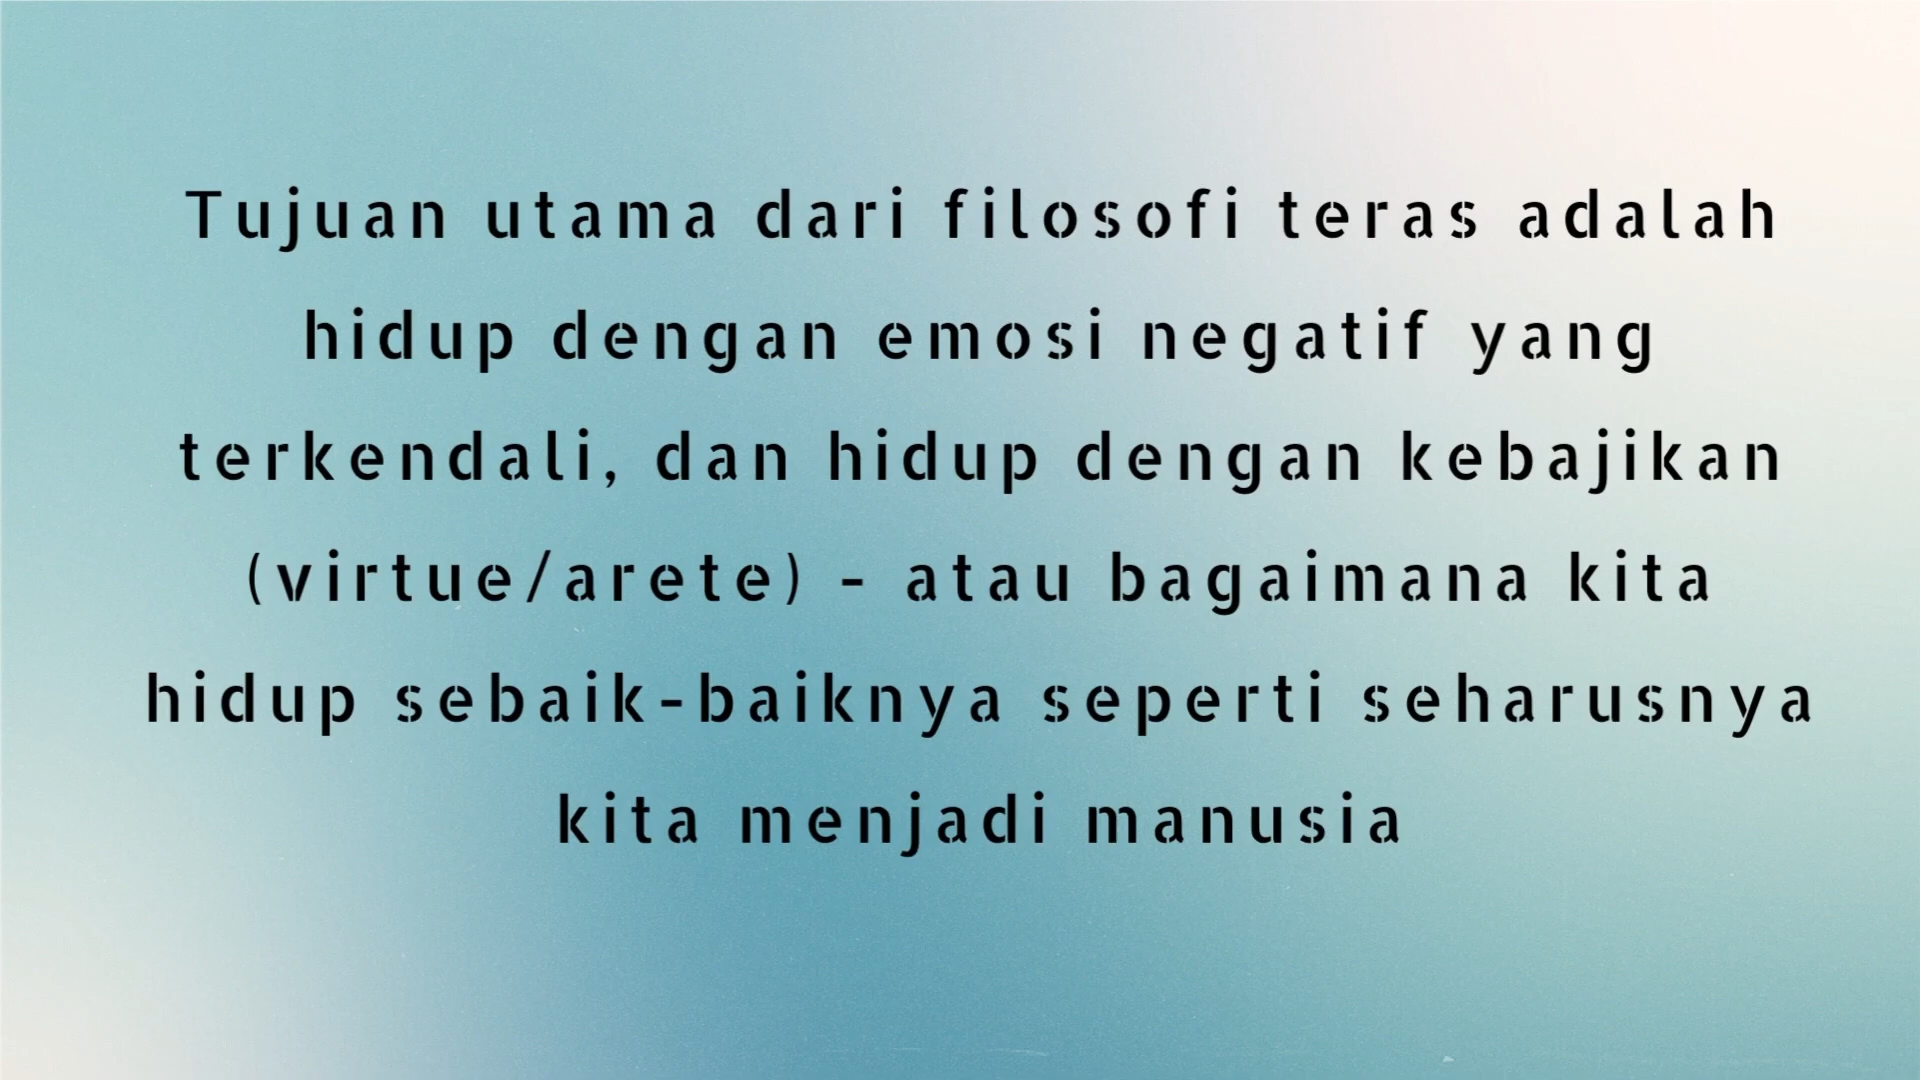 Tujuan utama dari filosofi teras adalah
hidup dengan emosi negatif yang
terkendali, dan hidup dengan kebajikan
(virtue/arete) - atau bagaimana kita
hidup sebaik-baiknya seperti seharusnya
kita menjadi manusia